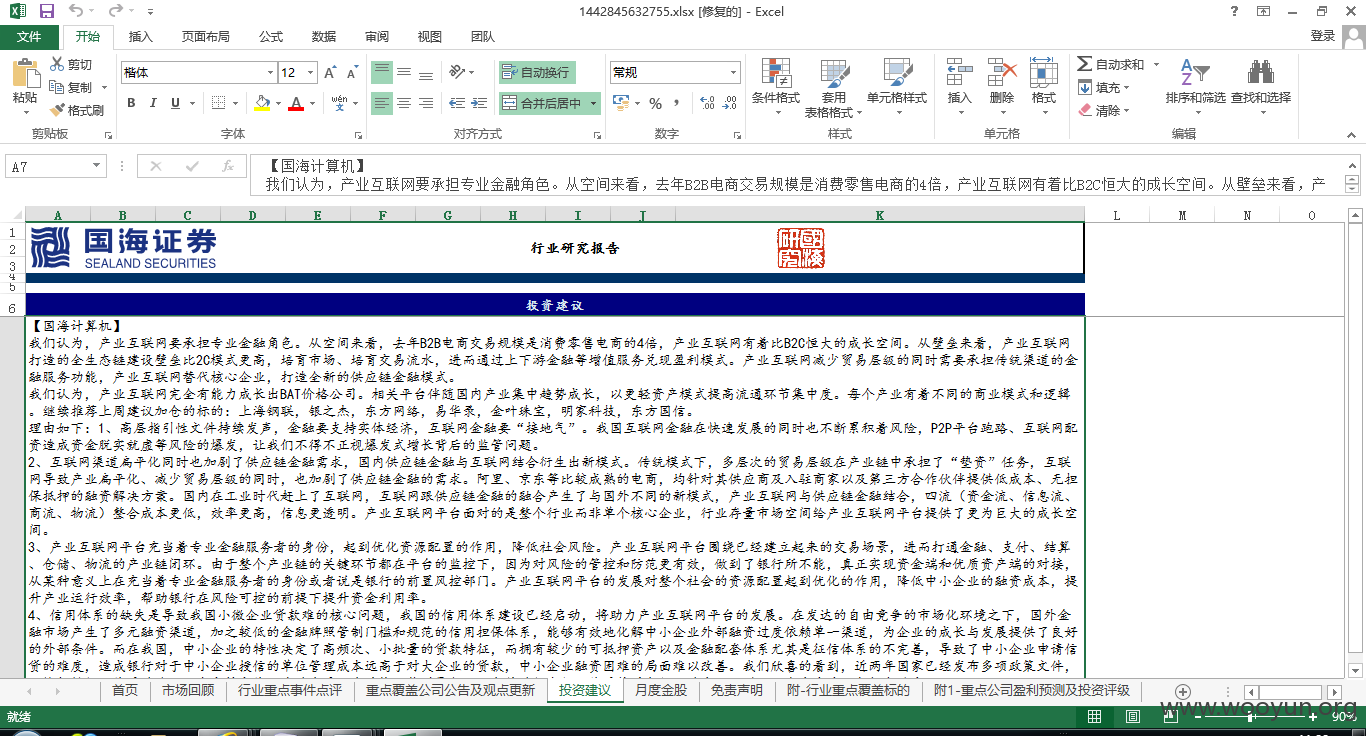 1442845632755.xlsx [修复的] - Excel
文件 开始 插入 页面布局 公式 数据 审阅 视图 团队 登录
剪切
复制
格式刷
粘贴
剪贴板
楷体 12
B I U wén
字体
自动换行
合并后居中
对齐方式
常规
%
数字
条件格式 套用表格格式 单元格样式
样式
插入 删除 格式
单元格
自动求和
填充
清除
排序和筛选 查找和选择
编辑
A7 fx 【国海计算机】
我们认为，产业互联网要承担专业金融角色。从空间来看，去年B2B电商交易规模是消费零售电商的4倍，产业互联网有着比B2C恒大的成长空间。从壁垒来看，产业
A B C D E F G H I J K L M N O
1
2
3
4
5
6
国海证券
SEALAND SECURITIES
行业研究报告
投资建议
【国海计算机】
我们认为，产业互联网要承担专业金融角色。从空间来看，去年B2B电商交易规模是消费零售电商的4倍，产业互联网有着比B2C恒大的成长空间。从壁垒来看，产业互联网
打造的全生态链建设壁垒比2C模式更高，培育市场、培育交易流水，进而通过上下游金融等增值服务兑现盈利模式。产业互联网减少贸易层级的同时需要承担传统渠道的金
融服务功能，产业互联网替代核心企业，打造全新的供应链金融模式。
我们认为，产业互联网完全有能力成长出BAT价格公司。相关平台伴随国内产业集中趋势成长，以更轻资产模式提高流通环节集中度。每个产业有着不同的商业模式和逻辑
。继续推荐上周建议加仓的标的：上海钢联，银之杰，东方网络，易华录，金叶珠宝，明家科技，东方国信。
理由如下：1、高层指引性文件持续发声，金融要支持实体经济，互联网金融要“接地气”。我国互联网金融在快速发展的同时也不断累积着风险，P2P平台跑路、互联网配
资造成资金脱实就虚等风险的爆发，让我们不得不正视爆发式增长背后的监管问题。
2、互联网渠道扁平化同时也加剧了供应链金融需求，国内供应链金融与互联网结合衍生出新模式。传统模式下，多层次的贸易层级在产业链中承担了“垫资”任务，互联
网导致产业扁平化、减少贸易层级的同时，也加剧了供应链金融的需求。阿里、京东等比较成熟的电商，均针对其供应商及入驻商家以及第三方合作伙伴提供低成本、无担
保抵押的融资解决方案。国内在工业时代赶上了互联网，互联网跟供应链金融的融合产生了与国外不同的新模式，产业互联网与供应链金融结合，四流（资金流、信息流、
商流、物流）整合成本更低，效率更高，信息更透明。产业互联网平台面对的是整个行业而非单个核心企业，行业存量市场空间给产业互联网平台提供了更为巨大的成长空
间。
3、产业互联网平台充当着专业金融服务者的身份，起到优化资源配置的作用，降低社会风险。产业互联网平台围绕已经建立起来的交易场景，进而打通金融、支付、结算
、仓储、物流的产业链闭环。由于整个产业链的关键环节都在平台的监控下，因为对风险的管控和防范更有效，做到了银行所不能，真正实现资金端和优质资产端的对接，
从某种意义上在充当着专业金融服务者的身份或者说是银行的前置风控部门。产业互联网平台的发展对整个社会的资源配置起到优化的作用，降低中小企业的融资成本，提
升产业运行效率，帮助银行在风险可控的前提下提升资金利用率。
4、信用体系的缺失是导致我国小微企业贷款难的核心问题，我国的信用体系建设已经启动，将助力产业互联网平台的发展。在发达的自由竞争的市场化环境之下，国外金
融市场产生了多元融资渠道，加之较低的金融牌照管制门槛和规范的信用担保体系，能够有效地化解中小企业外部融资过度依赖单一渠道，为企业的成长与发展提供了良好
的外部条件。而在我国，中小企业的特性决定了高频次、小批量的贷款特征，而拥有较少的可抵押资产以及金融配套体系尤其是征信体系的不完善，导致了中小企业申请信
贷的难度，造成银行对于中小企业授信的单位管理成本远高于对大企业的贷款，中小企业融资困难的局面难以改善。我们欣喜的看到，近两年国家已经发布多项政策文件，
首页 市场回顾 行业重点事件点评 重点覆盖公司公告及观点更新 投资建议 月度金股 免责声明 附-行业重点覆盖标的 附1-重点公司盈利预测及投资评级
就绪 90%
www.wooyun.org